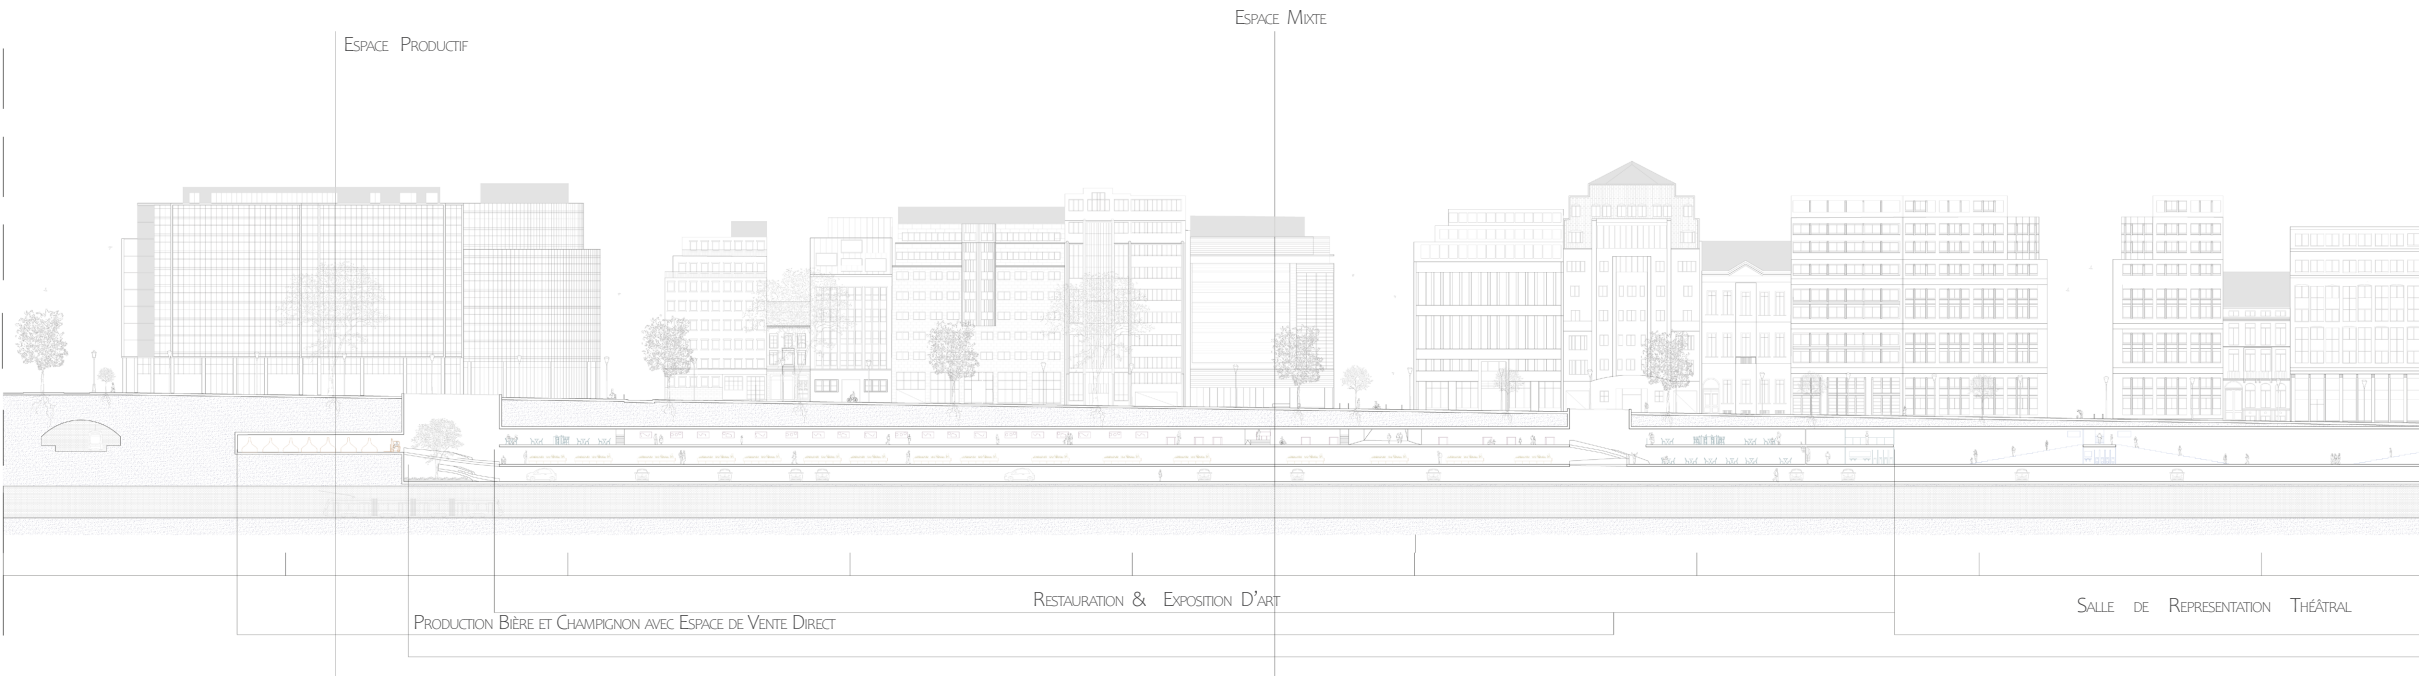 Espace Mixte
Espace Productif
Restauration & Exposition D'art
Salle de Representation Théâtral
Production Bière et Champignon avec Espace de Vente Direct